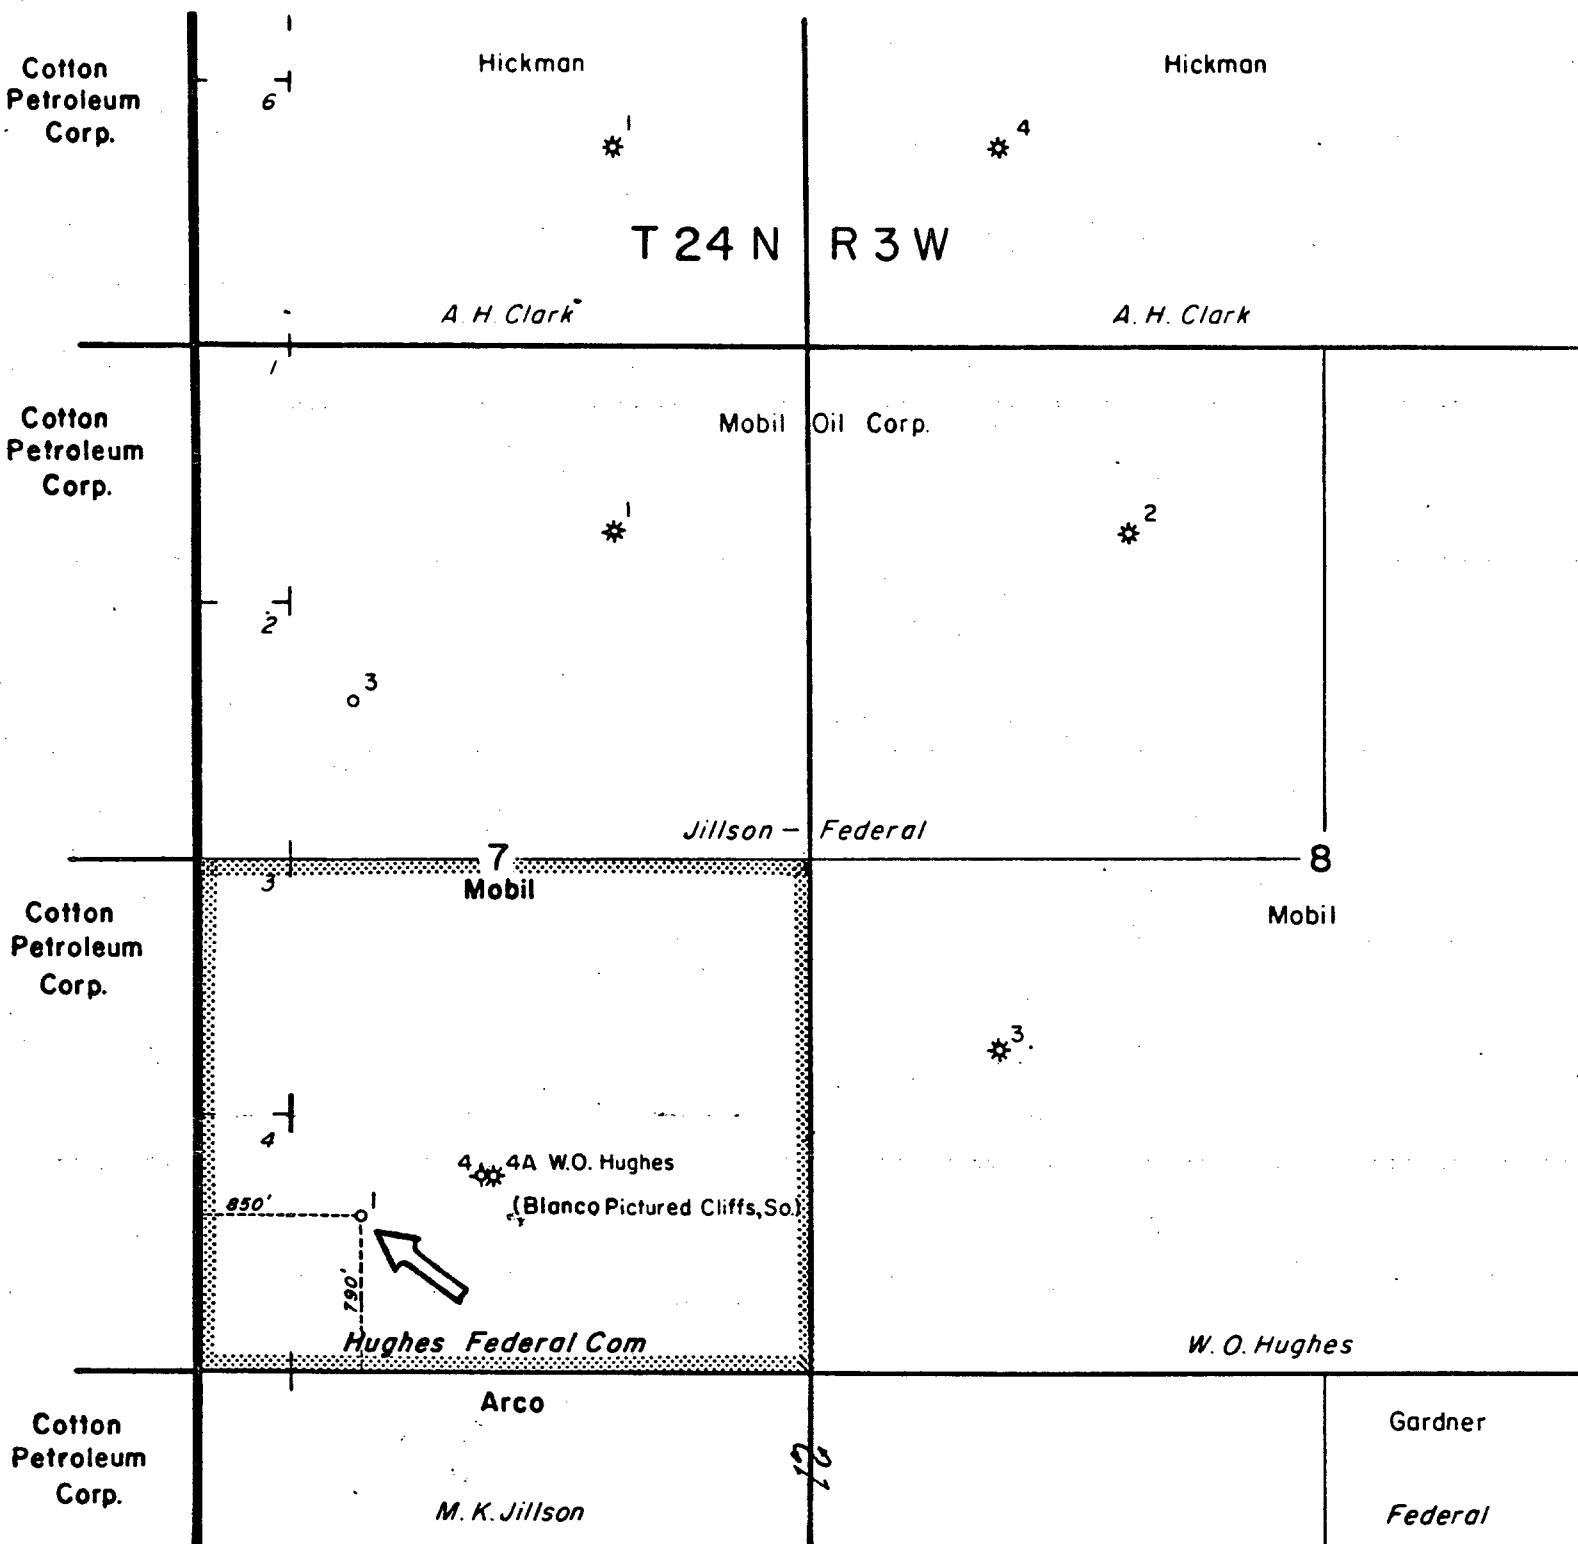 Cotton
Petroleum
Corp.
6
Hickman
1
Hickman
4
T 24 N R 3 W
A. H. Clark
A. H. Clark
1
Cotton
Petroleum
Corp.
Mobil Oil Corp.
1
2
2
3
Jillson – Federal
7
8
3
Mobil
Cotton
Petroleum
Corp.
Mobil
3
4
4 4A W.O. Hughes
(Blanco Pictured Cliffs, So.)
850'
1
790'
Hughes Federal Com
W. O. Hughes
Arco
Cotton
Petroleum
Corp.
Gardner
M. K. Jillson
Federal